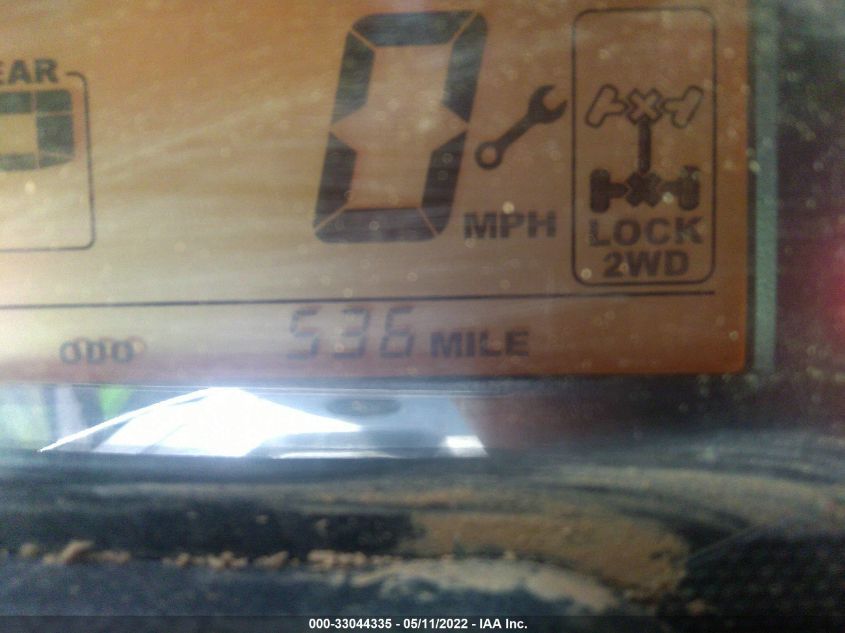 EAR
0
MPH
LOCK
2WD
ODO
536 MILE
000-33044335 - 05/11/2022 - IAA Inc.